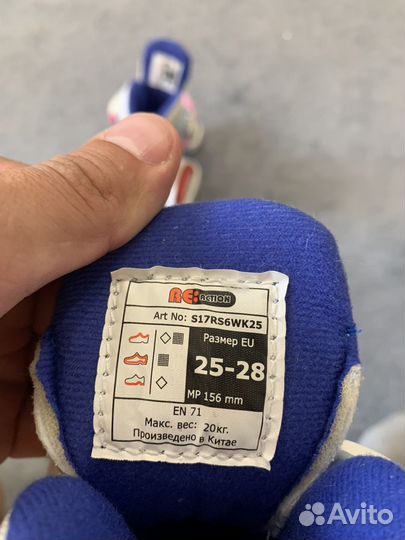 RE:ACTION
Art No: S17RS6WK25
Размер EU
25-28
MP 156 mm
EN 71
Макс. вес: 20кг.
Произведено в Китае
Avito